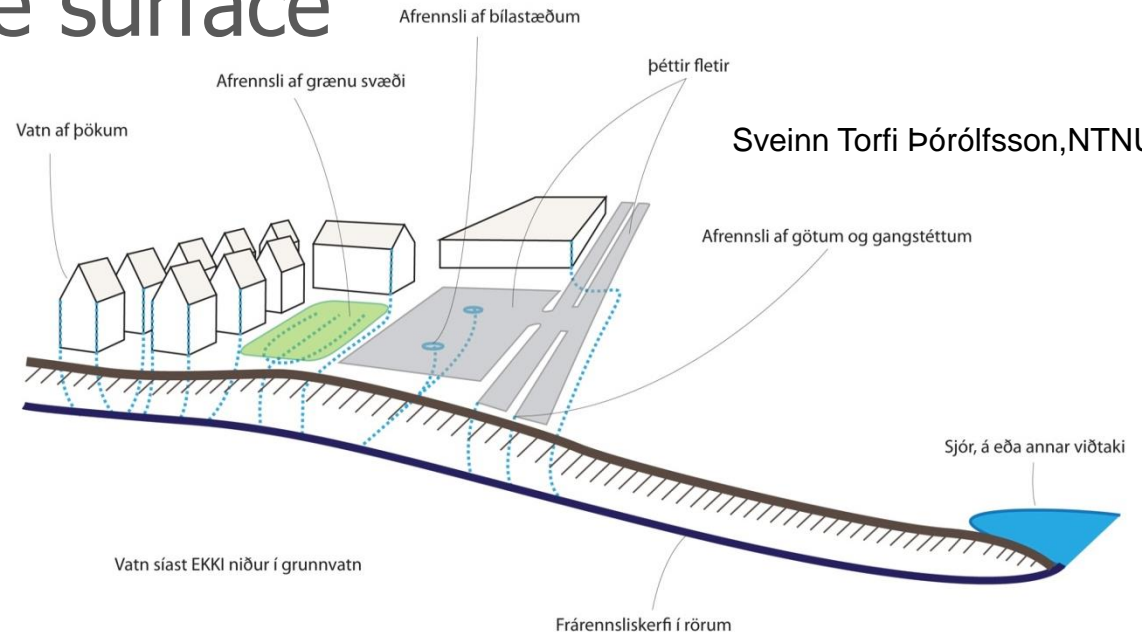 e surface
Afrennsli af bílastæðum
Afrennsli af grænu svæði
þéttir fletir
Vatn af þökum
Sveinn Torfi Þórólfsson,NTNU
Afrennsli af götum og gangstéttum
Sjór, á eða annar viðtaki
Vatn síast EKKI niður í grunnvatn
Frárennsliskerfi í rörum